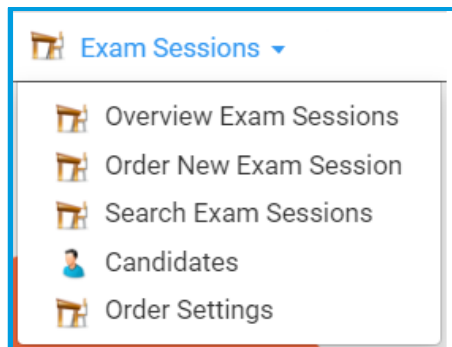 Exam Sessions
Overview Exam Sessions
Order New Exam Session
Search Exam Sessions
Candidates
Order Settings